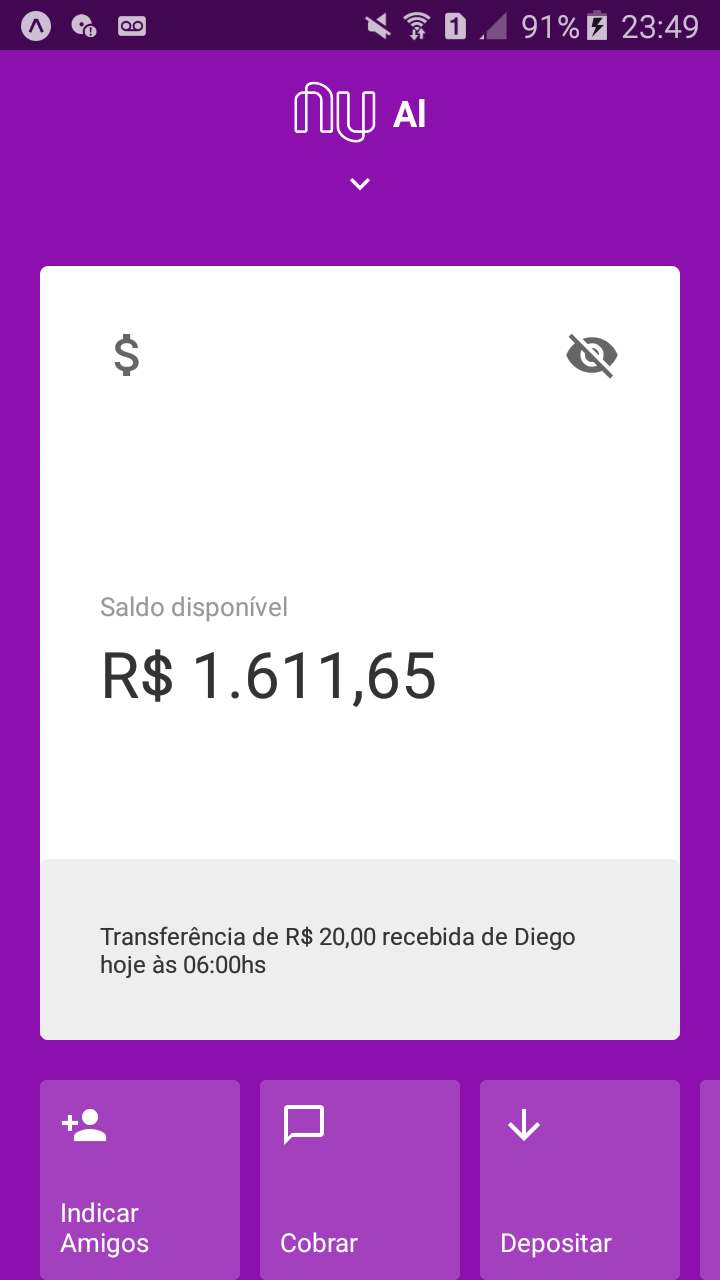 91% 23:49
nu Al
$
Saldo disponível
R$ 1.611,65
Transferência de R$ 20,00 recebida de Diego
hoje às 06:00hs
Indicar
Amigos
Cobrar
Depositar